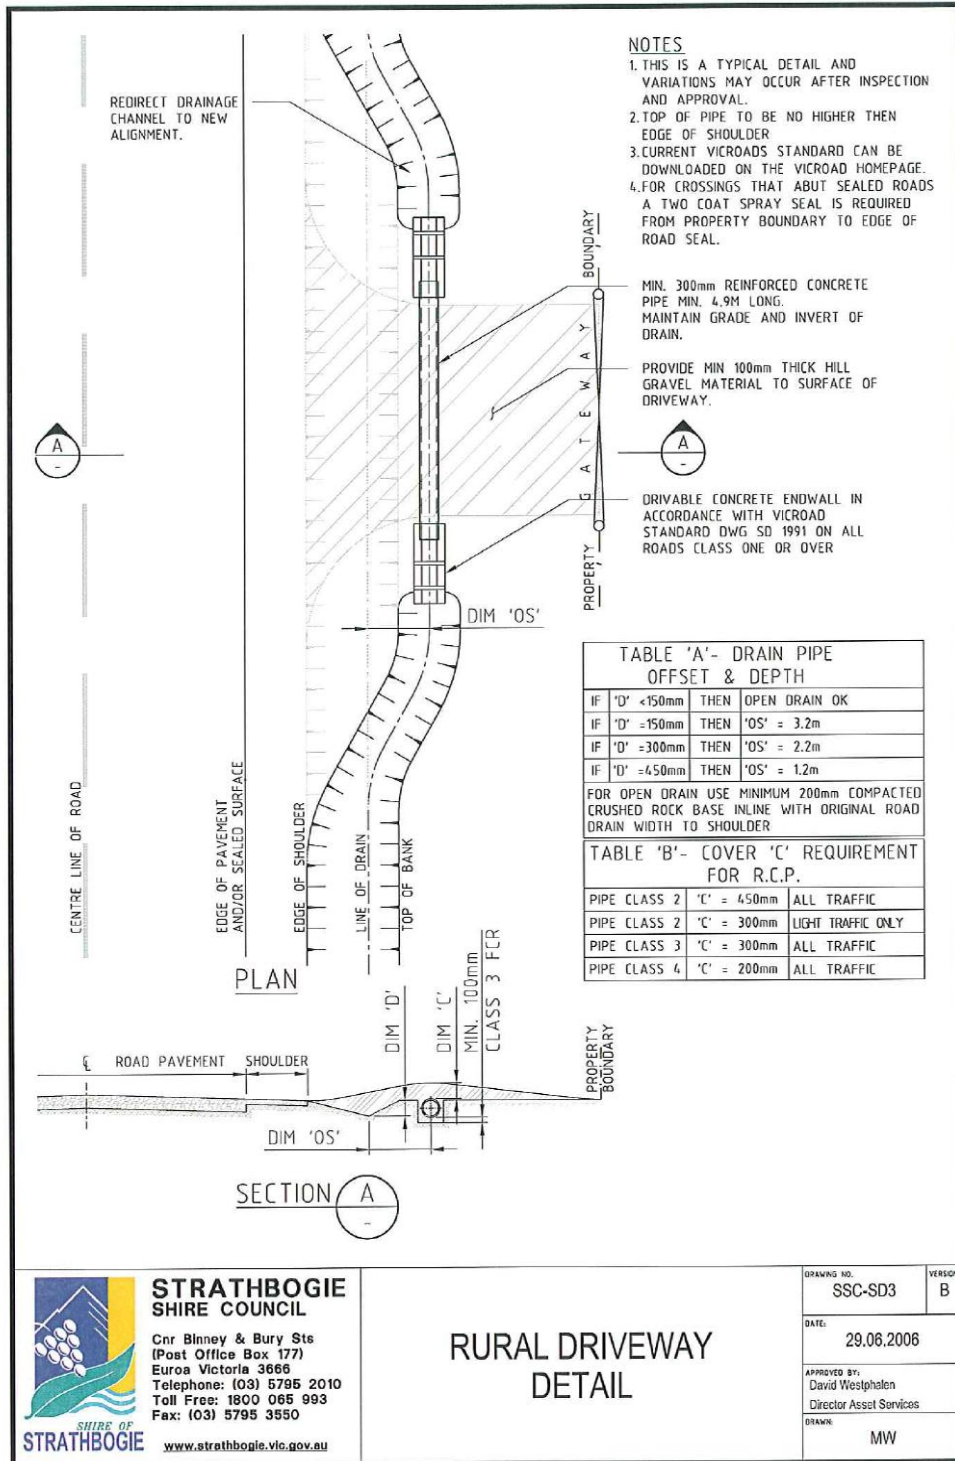 REDIRECT DRAINAGE
CHANNEL TO NEW
ALIGNMENT.
NOTES
1. THIS IS A TYPICAL DETAIL AND
VARIATIONS MAY OCCUR AFTER INSPECTION
AND APPROVAL.
2. TOP OF PIPE TO BE NO HIGHER THEN
EDGE OF SHOULDER
3. CURRENT VICROADS STANDARD CAN BE
DOWNLOADED ON THE VICROAD HOMEPAGE.
4. FOR CROSSINGS THAT ABUT SEALED ROADS
A TWO COAT SPRAY SEAL IS REQUIRED
FROM PROPERTY BOUNDARY TO EDGE OF
ROAD SEAL.
MIN. 300mm REINFORCED CONCRETE
PIPE MIN. 4.9M LONG.
MAINTAIN GRADE AND INVERT OF
DRAIN.
PROVIDE MIN 100mm THICK HILL
GRAVEL MATERIAL TO SURFACE OF
DRIVEWAY.
DRIVABLE CONCRETE ENDWALL IN
ACCORDANCE WITH VICROAD
STANDARD DWG SD 1991 ON ALL
ROADS CLASS ONE OR OVER
PROPERTY BOUNDARY
GATEWAY
A
-
A
-
DIM 'OS'
CENTRE LINE OF ROAD
EDGE OF PAVEMENT
AND/OR SEALED SURFACE
EDGE OF SHOULDER
LINE OF DRAIN
TOP OF BANK
PLAN
TABLE 'A'- DRAIN PIPE
OFFSET & DEPTH
IF 'D' <150mm THEN OPEN DRAIN OK
IF 'D' =150mm THEN 'OS' = 3.2m
IF 'D' =300mm THEN 'OS' = 2.2m
IF 'D' =450mm THEN 'OS' = 1.2m
FOR OPEN DRAIN USE MINIMUM 200mm COMPACTED
CRUSHED ROCK BASE INLINE WITH ORIGINAL ROAD
DRAIN WIDTH TO SHOULDER
TABLE 'B'- COVER 'C' REQUIREMENT
FOR R.C.P.
PIPE CLASS 2 'C' = 450mm ALL TRAFFIC
PIPE CLASS 2 'C' = 300mm LIGHT TRAFFIC ONLY
PIPE CLASS 3 'C' = 300mm ALL TRAFFIC
PIPE CLASS 4 'C' = 200mm ALL TRAFFIC
DIM 'D'
DIM 'C'
MIN. 100mm
CLASS 3 FCR
PROPERTY
BOUNDARY
℄ ROAD PAVEMENT SHOULDER
DIM 'OS'
SECTION A
-
STRATHBOGIE
SHIRE COUNCIL
Cnr Binney & Bury Sts
(Post Office Box 177)
Euroa Victoria 3666
Telephone: (03) 5795 2010
Toll Free: 1800 065 993
Fax: (03) 5795 3550
www.strathbogie.vic.gov.au
SHIRE OF
STRATHBOGIE
RURAL DRIVEWAY
DETAIL
DRAWING NO.
SSC-SD3
VERSION
B
DATE:
29.06.2006
APPROVED BY:
David Westphalen
Director Asset Services
DRAWN:
MW